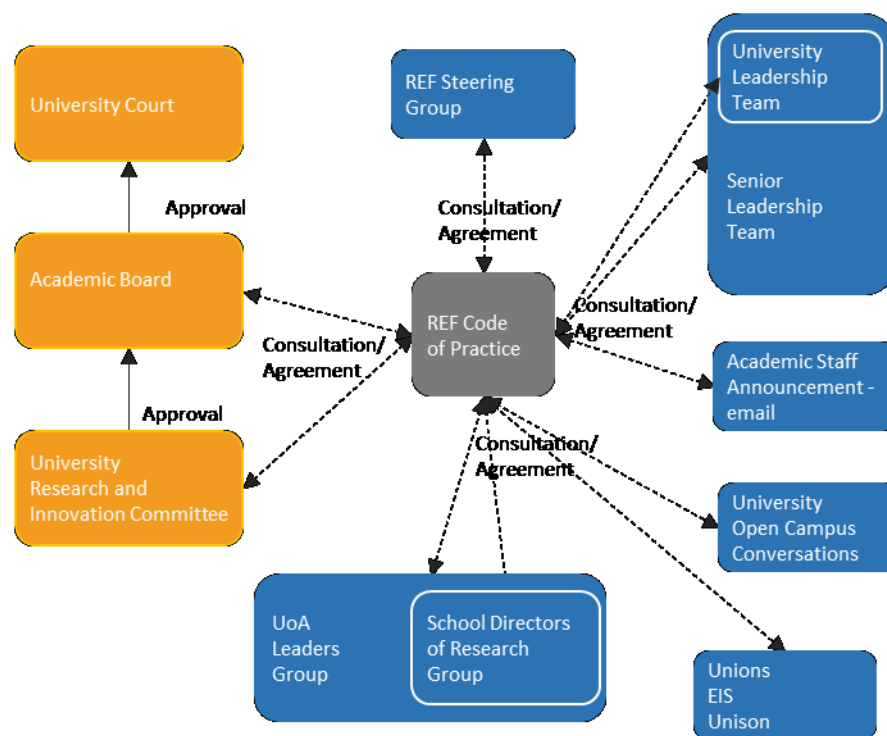 University Court
Approval
Academic Board
Approval
University
Research and
Innovation Committee
REF Steering
Group
Consultation/
Agreement
REF Code
of Practice
Consultation/
Agreement
University
Leadership
Team
Senior
Leadership
Team
Consultation/
Agreement
Academic Staff
Announcement -
email
Consultation/
Agreement
University
Open Campus
Conversations
UoA
Leaders
Group
School Directors
of Research
Group
Unions
EIS
Unison